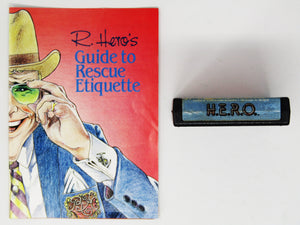 R. Hero's
Guide to
Rescue
Etiquette
H.E.R.O.